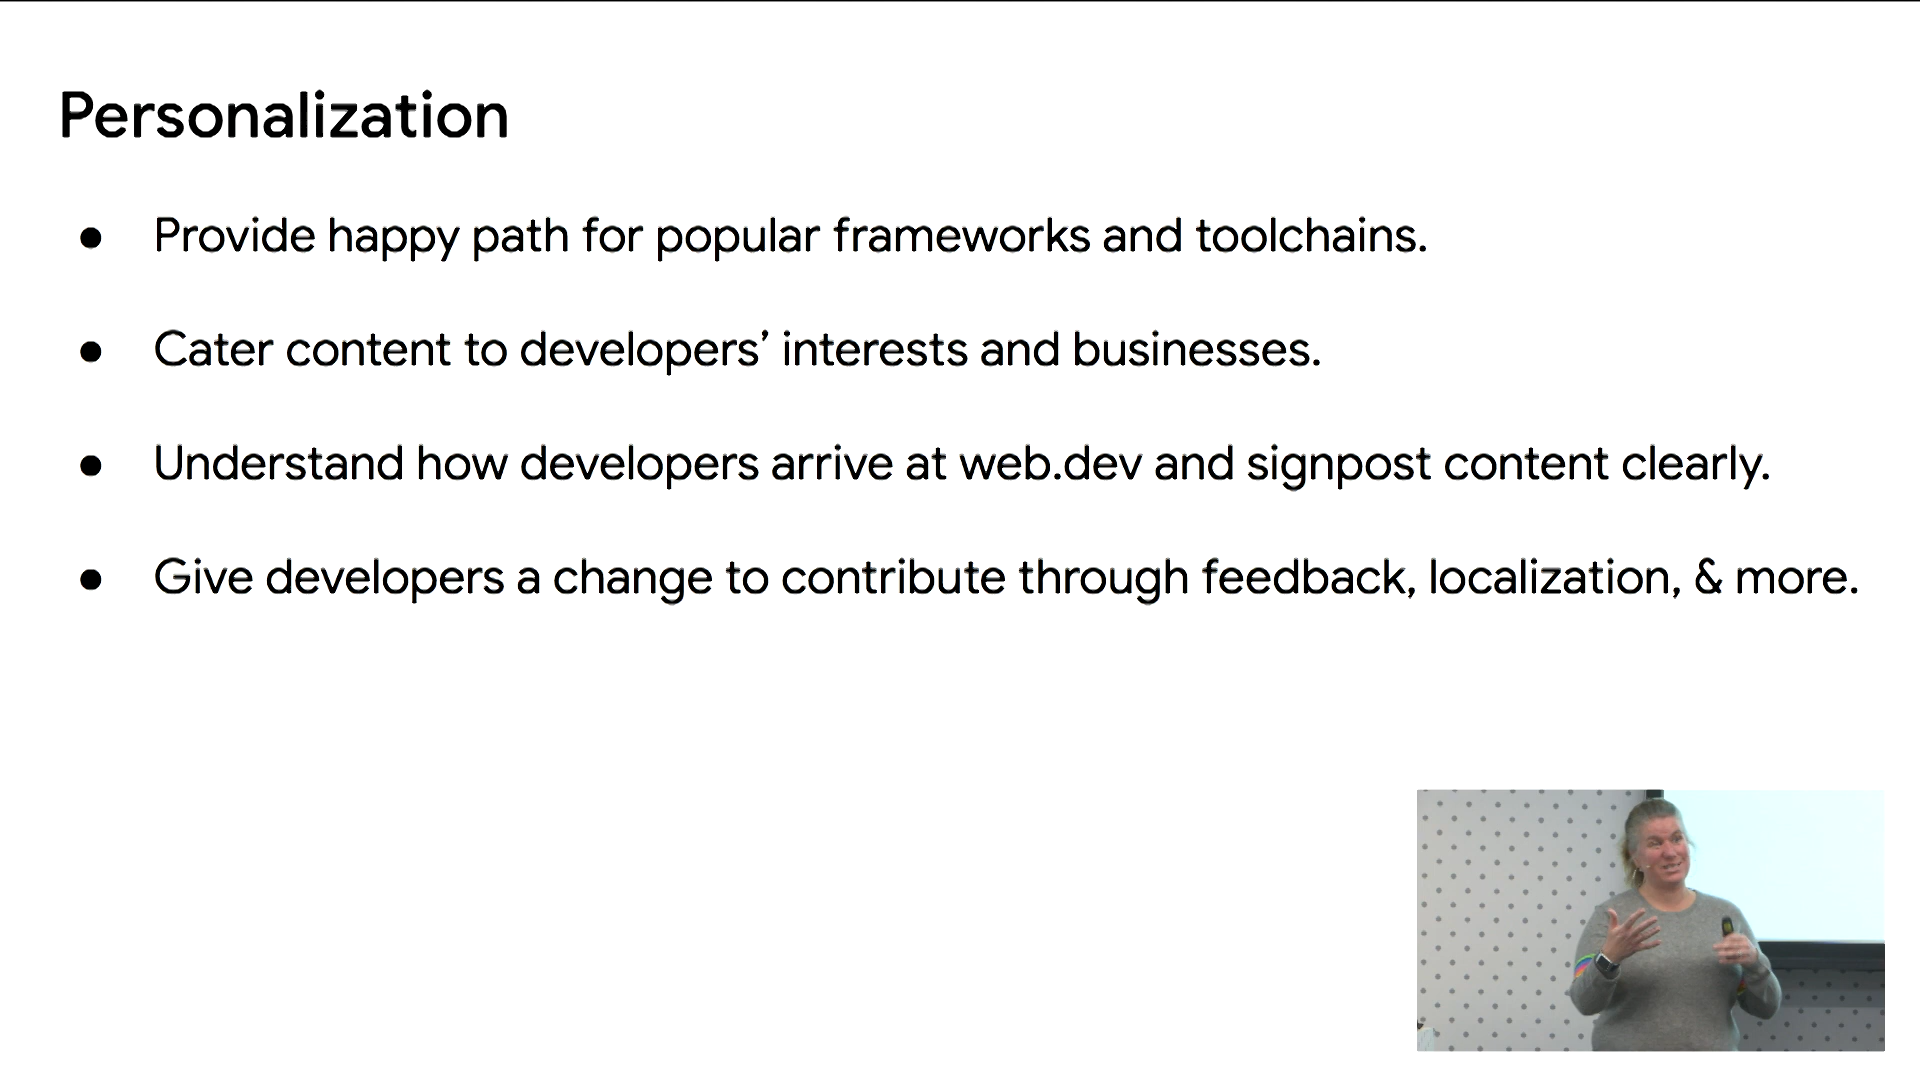 Personalization
● Provide happy path for popular frameworks and toolchains.
● Cater content to developers’ interests and businesses.
● Understand how developers arrive at web.dev and signpost content clearly.
● Give developers a change to contribute through feedback, localization, & more.